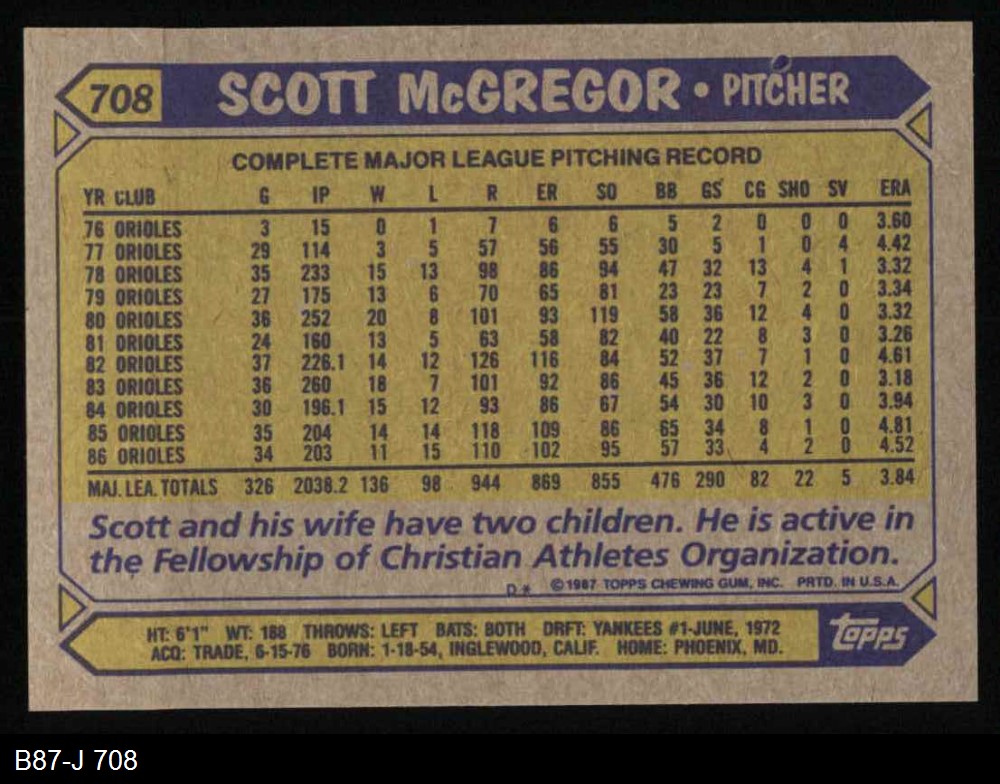 708 SCOTT McGREGOR • PITCHER
COMPLETE MAJOR LEAGUE PITCHING RECORD
YR CLUB G IP W L R ER SO BB GS CG SHO SV ERA
76 ORIOLES 3 15 0 1 7 6 6 5 2 0 0 0 3.60
77 ORIOLES 29 114 3 5 57 56 55 30 5 1 0 4 4.42
78 ORIOLES 35 233 15 13 98 86 94 47 32 13 4 1 3.32
79 ORIOLES 27 175 13 6 70 65 81 23 23 7 2 0 3.34
80 ORIOLES 36 252 20 8 101 93 119 58 36 12 4 0 3.32
81 ORIOLES 24 160 13 5 63 58 82 40 22 8 3 0 3.26
82 ORIOLES 37 226.1 14 12 126 116 84 52 37 7 1 0 4.61
83 ORIOLES 36 260 18 7 101 92 86 45 36 12 2 0 3.18
84 ORIOLES 30 196.1 15 12 93 86 67 54 30 10 3 0 3.94
85 ORIOLES 35 204 14 14 118 109 86 65 34 8 1 0 4.81
86 ORIOLES 34 203 11 15 110 102 95 57 33 4 2 0 4.52
MAJ. LEA. TOTALS 326 2038.2 136 98 944 869 855 476 290 82 22 5 3.84
Scott and his wife have two children. He is active in
the Fellowship of Christian Athletes Organization.
D* ©1987 TOPPS CHEWING GUM, INC. PRTD. IN U.S.A.
HT: 6'1" WT: 188 THROWS: LEFT BATS: BOTH DRFT: YANKEES #1-JUNE, 1972
ACQ: TRADE, 6-15-76 BORN: 1-18-54, INGLEWOOD, CALIF. HOME: PHOENIX, MD.
topps
B87-J 708